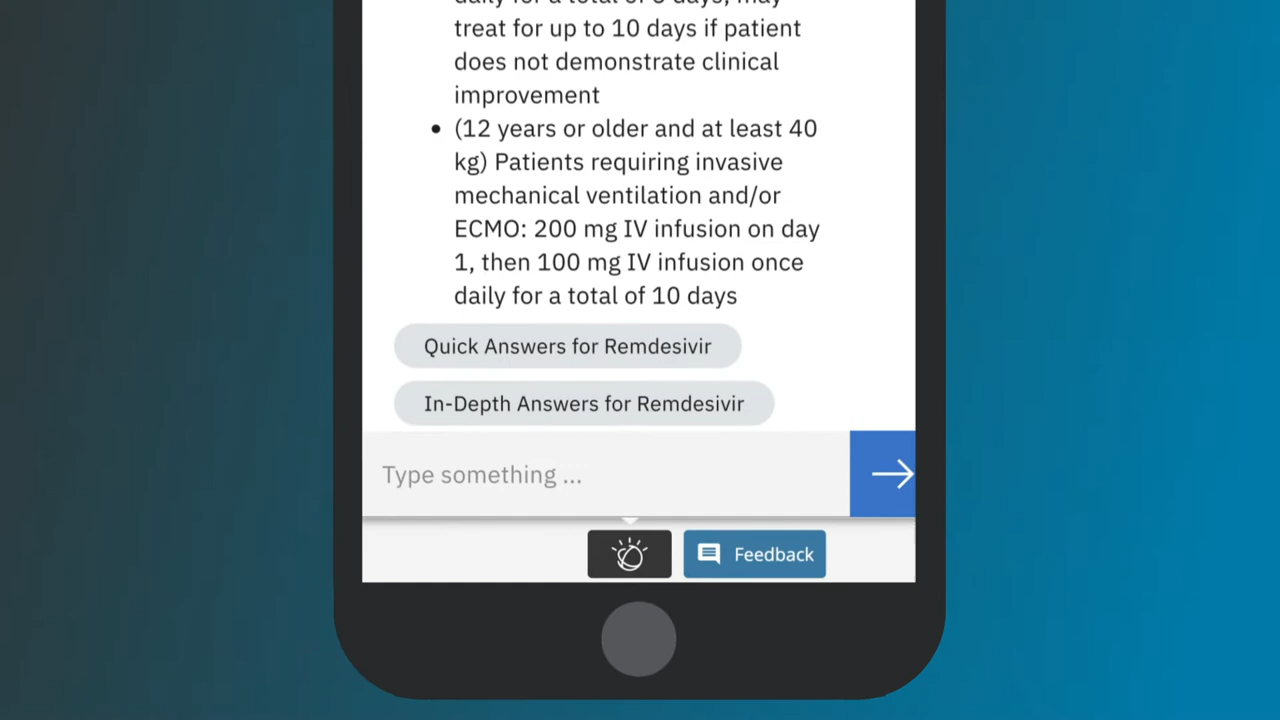 treat for up to 10 days if patient
does not demonstrate clinical
improvement
• (12 years or older and at least 40
kg) Patients requiring invasive
mechanical ventilation and/or
ECMO: 200 mg IV infusion on day
1, then 100 mg IV infusion once
daily for a total of 10 days
Quick Answers for Remdesivir
In-Depth Answers for Remdesivir
Type something ...
Feedback